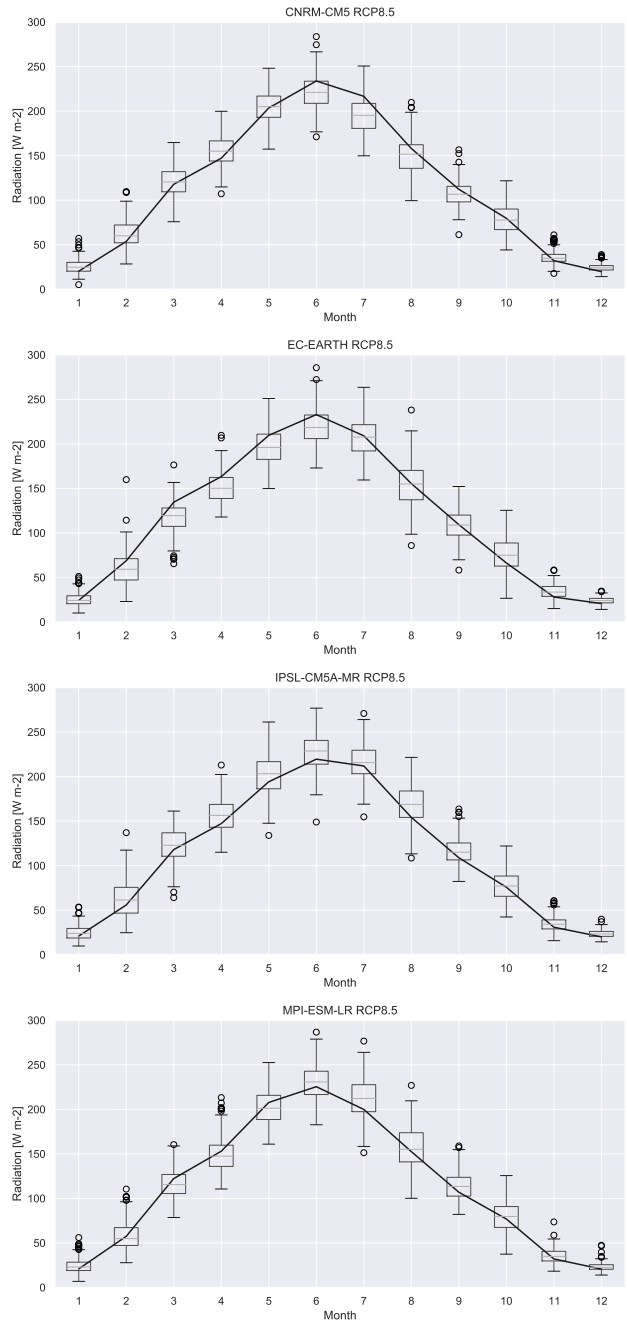 CNRM-CM5 RCP8.5
300
250
200
150
100
50
0
Radiation [W m-2]
1 2 3 4 5 6 7 8 9 10 11 12
Month
EC-EARTH RCP8.5
300
250
200
150
100
50
0
Radiation [W m-2]
1 2 3 4 5 6 7 8 9 10 11 12
Month
IPSL-CM5A-MR RCP8.5
300
250
200
150
100
50
0
Radiation [W m-2]
1 2 3 4 5 6 7 8 9 10 11 12
Month
MPI-ESM-LR RCP8.5
300
250
200
150
100
50
0
Radiation [W m-2]
1 2 3 4 5 6 7 8 9 10 11 12
Month